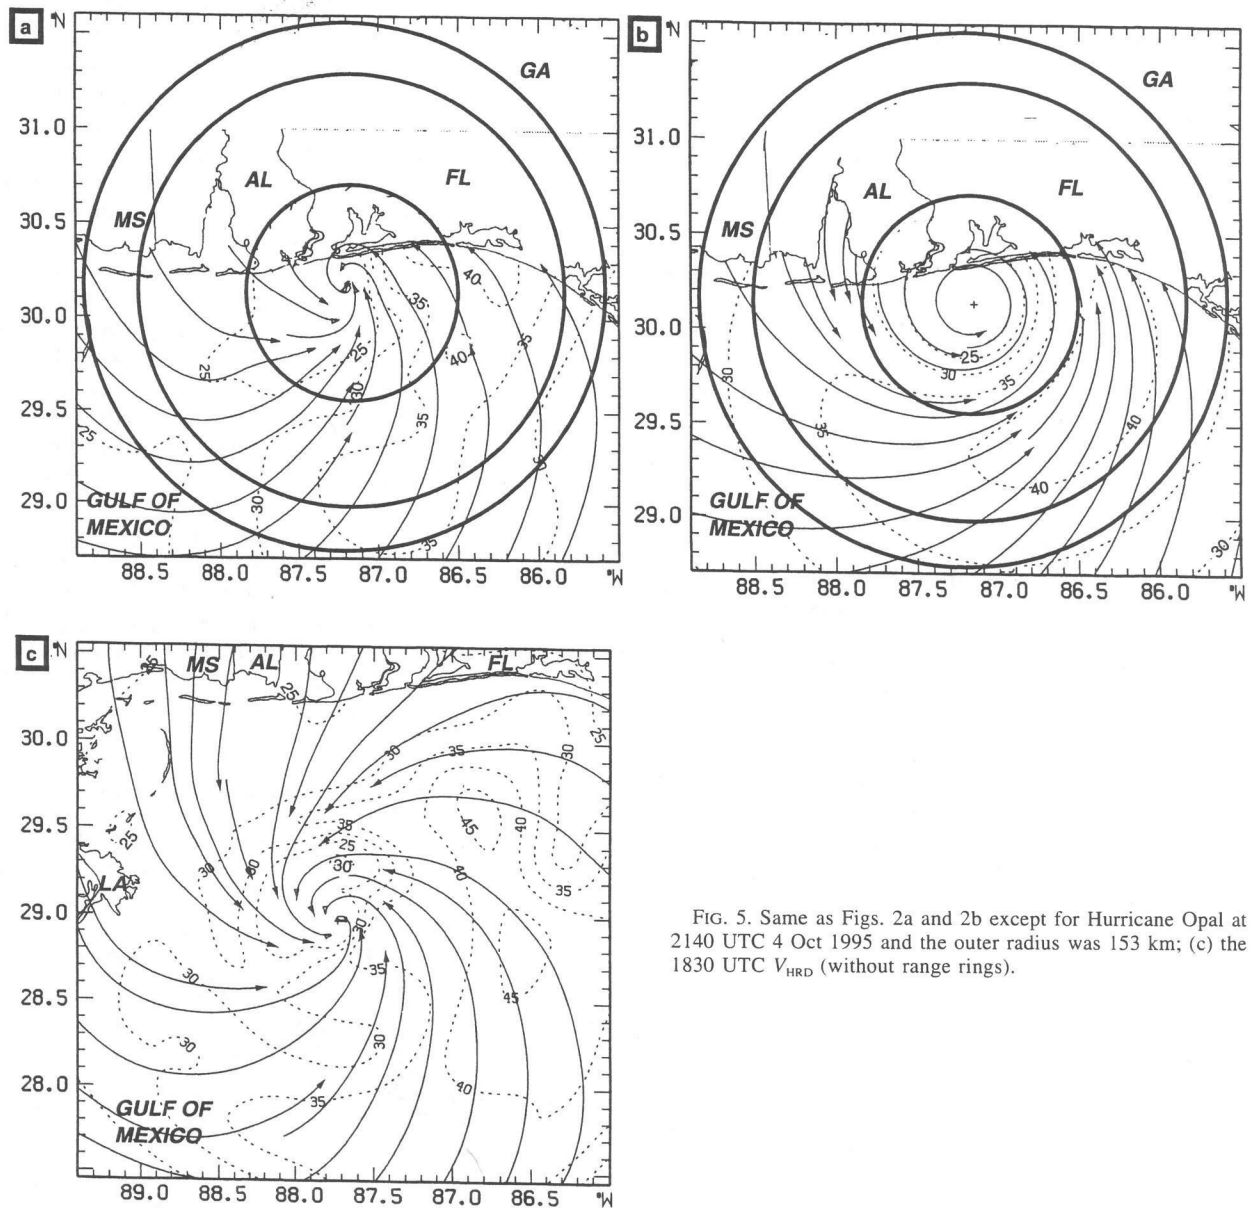 a
°N
GA
31.0
AL
FL
30.5
MS
40
35
30.0
25
40
35
25
30
29.5
35
25
30
29.0
GULF OF
30
MEXICO
35
88.5 88.0 87.5 87.0 86.5 86.0 °W
b
°N
GA
31.0
AL
FL
30.5
MS
30.0
25
30
30
35
29.5
35
40
40
29.0
GULF OF
MEXICO
30
88.5 88.0 87.5 87.0 86.5 86.0 °W
c
°N
25
MS
AL
FL
25
30.0
30
35
30
25
29.5
25
35
45
40
25
30
30
30
40
35
LA
29.0
30
30
35
45
28.5
30
30
28.0
40
GULF OF
35
MEXICO
89.0 88.5 88.0 87.5 87.0 86.5 °W
FIG. 5. Same as Figs. 2a and 2b except for Hurricane Opal at
2140 UTC 4 Oct 1995 and the outer radius was 153 km; (c) the
1830 UTC VHRD (without range rings).